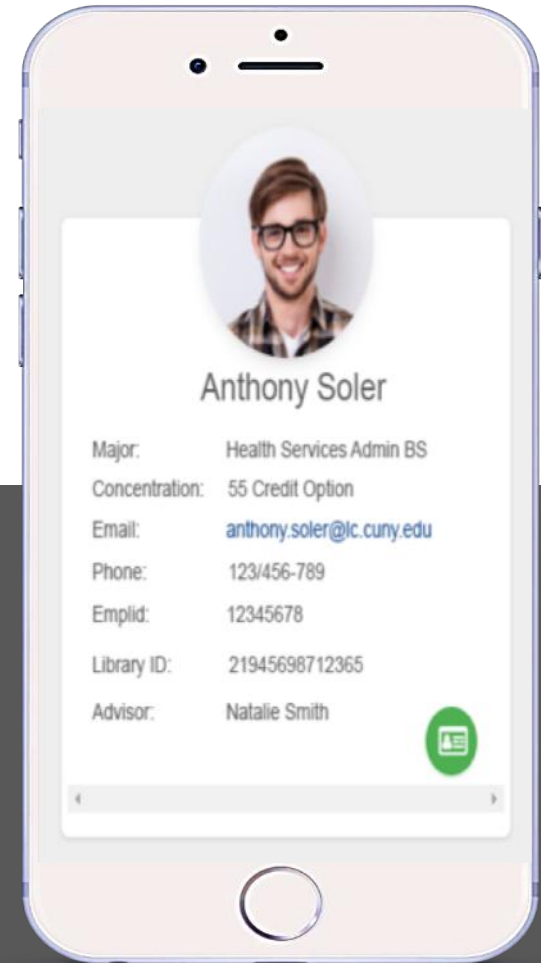 Anthony Soler
Major: Health Services Admin BS
Concentration: 55 Credit Option
Email: anthony.soler@lc.cuny.edu
Phone: 123/456-789
Emplid: 12345678
Library ID: 21945698712365
Advisor: Natalie Smith